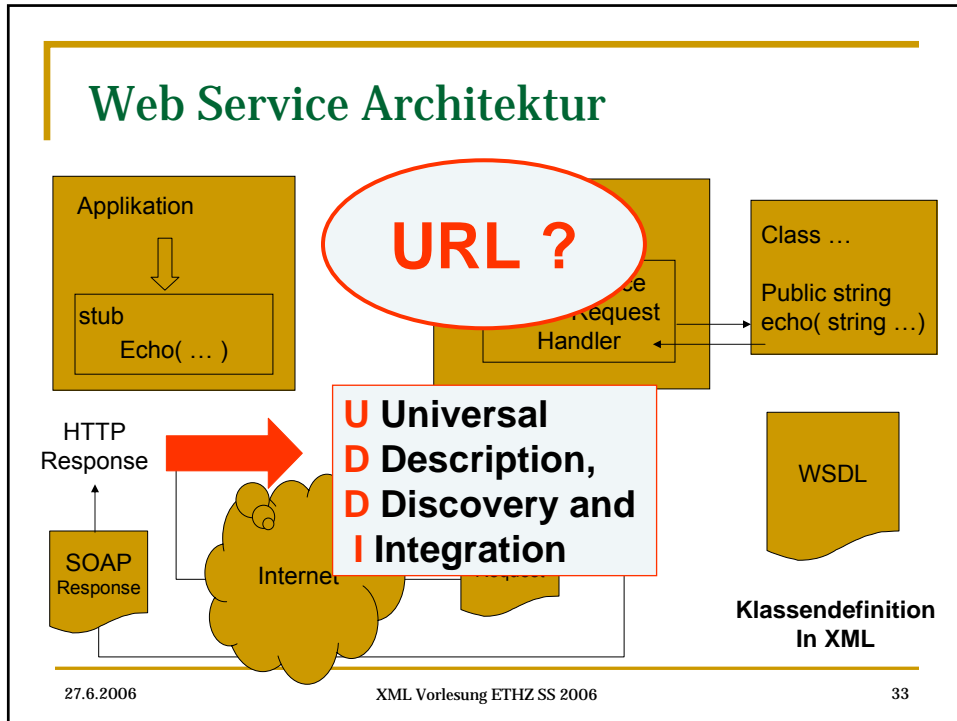 Web Service Architektur
Applikation
stub
Echo( … )
URL ?
Request
Handler
Class …
Public string
echo( string …)
HTTP
Response
SOAP
Response
Internet
U Universal
D Description,
D Discovery and
I Integration
WSDL
Klassendefinition
In XML
27.6.2006
XML Vorlesung ETHZ SS 2006
33